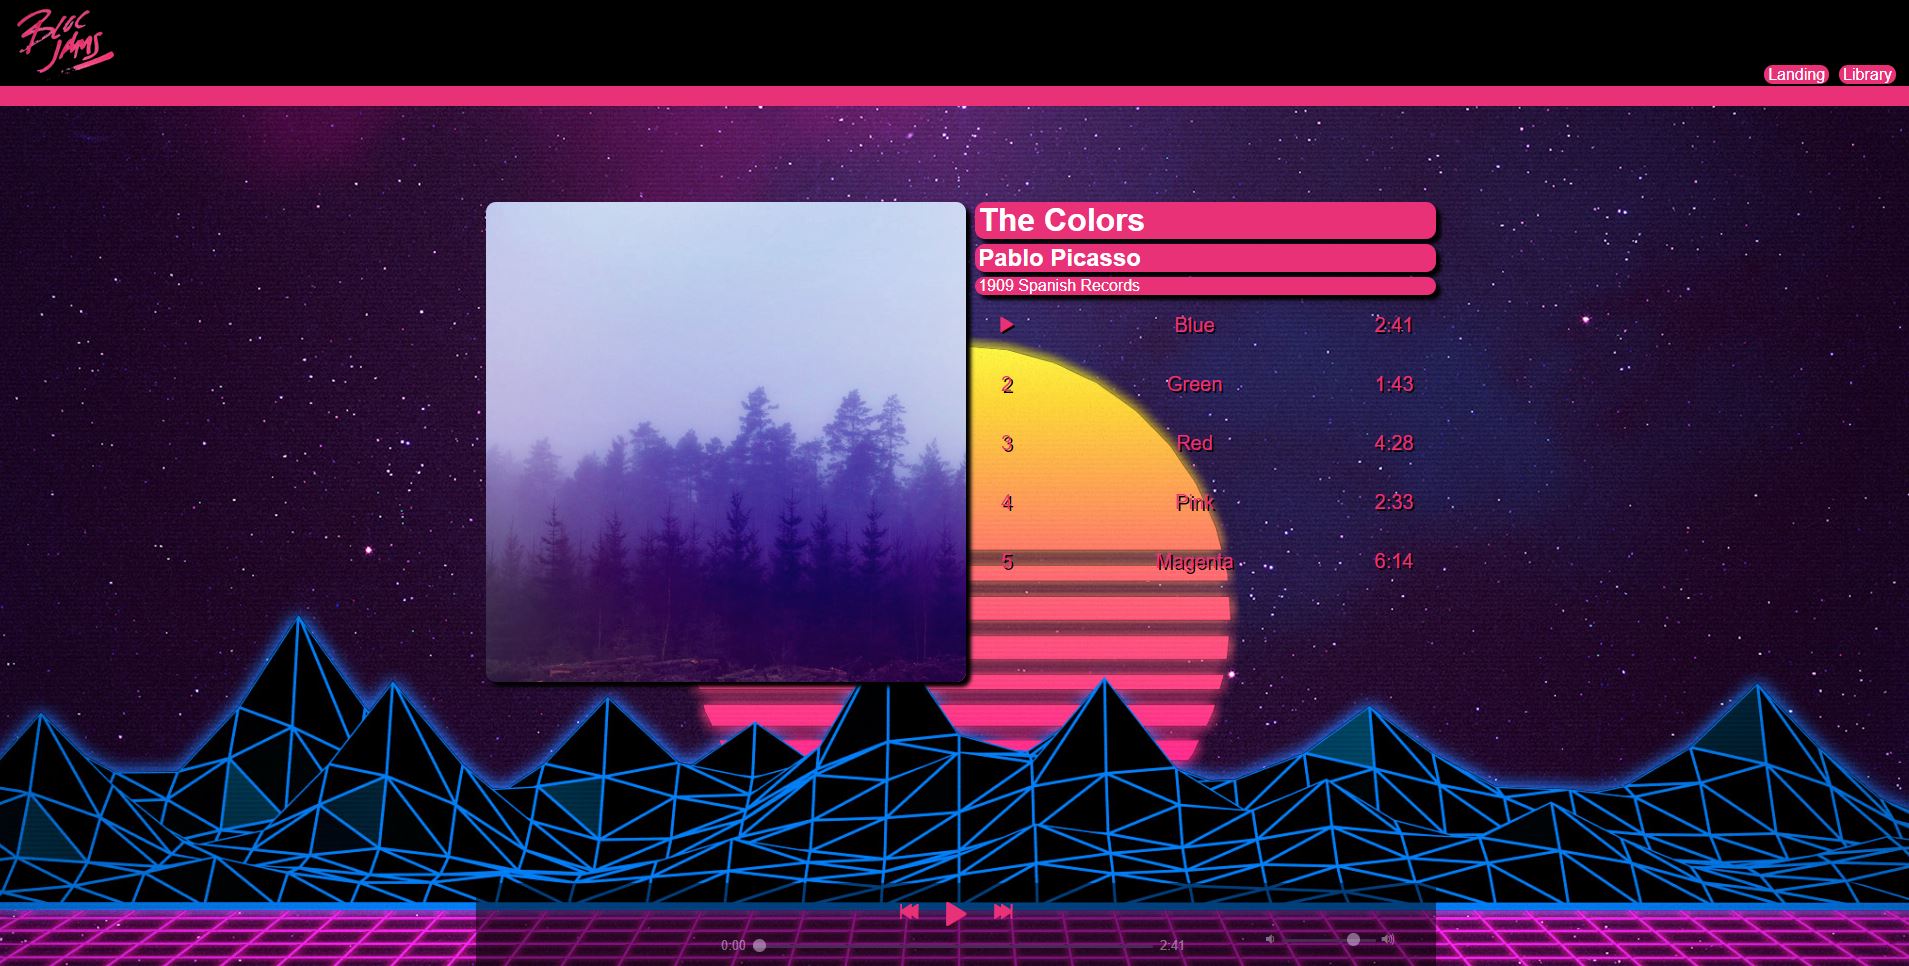 BLOC
JAMS
Landing Library
The Colors
Pablo Picasso
1909 Spanish Records
Blue 2:41
2 Green 1:43
3 Red 4:28
4 Pink 2:33
5 Magenta 6:14
0:00 2:41